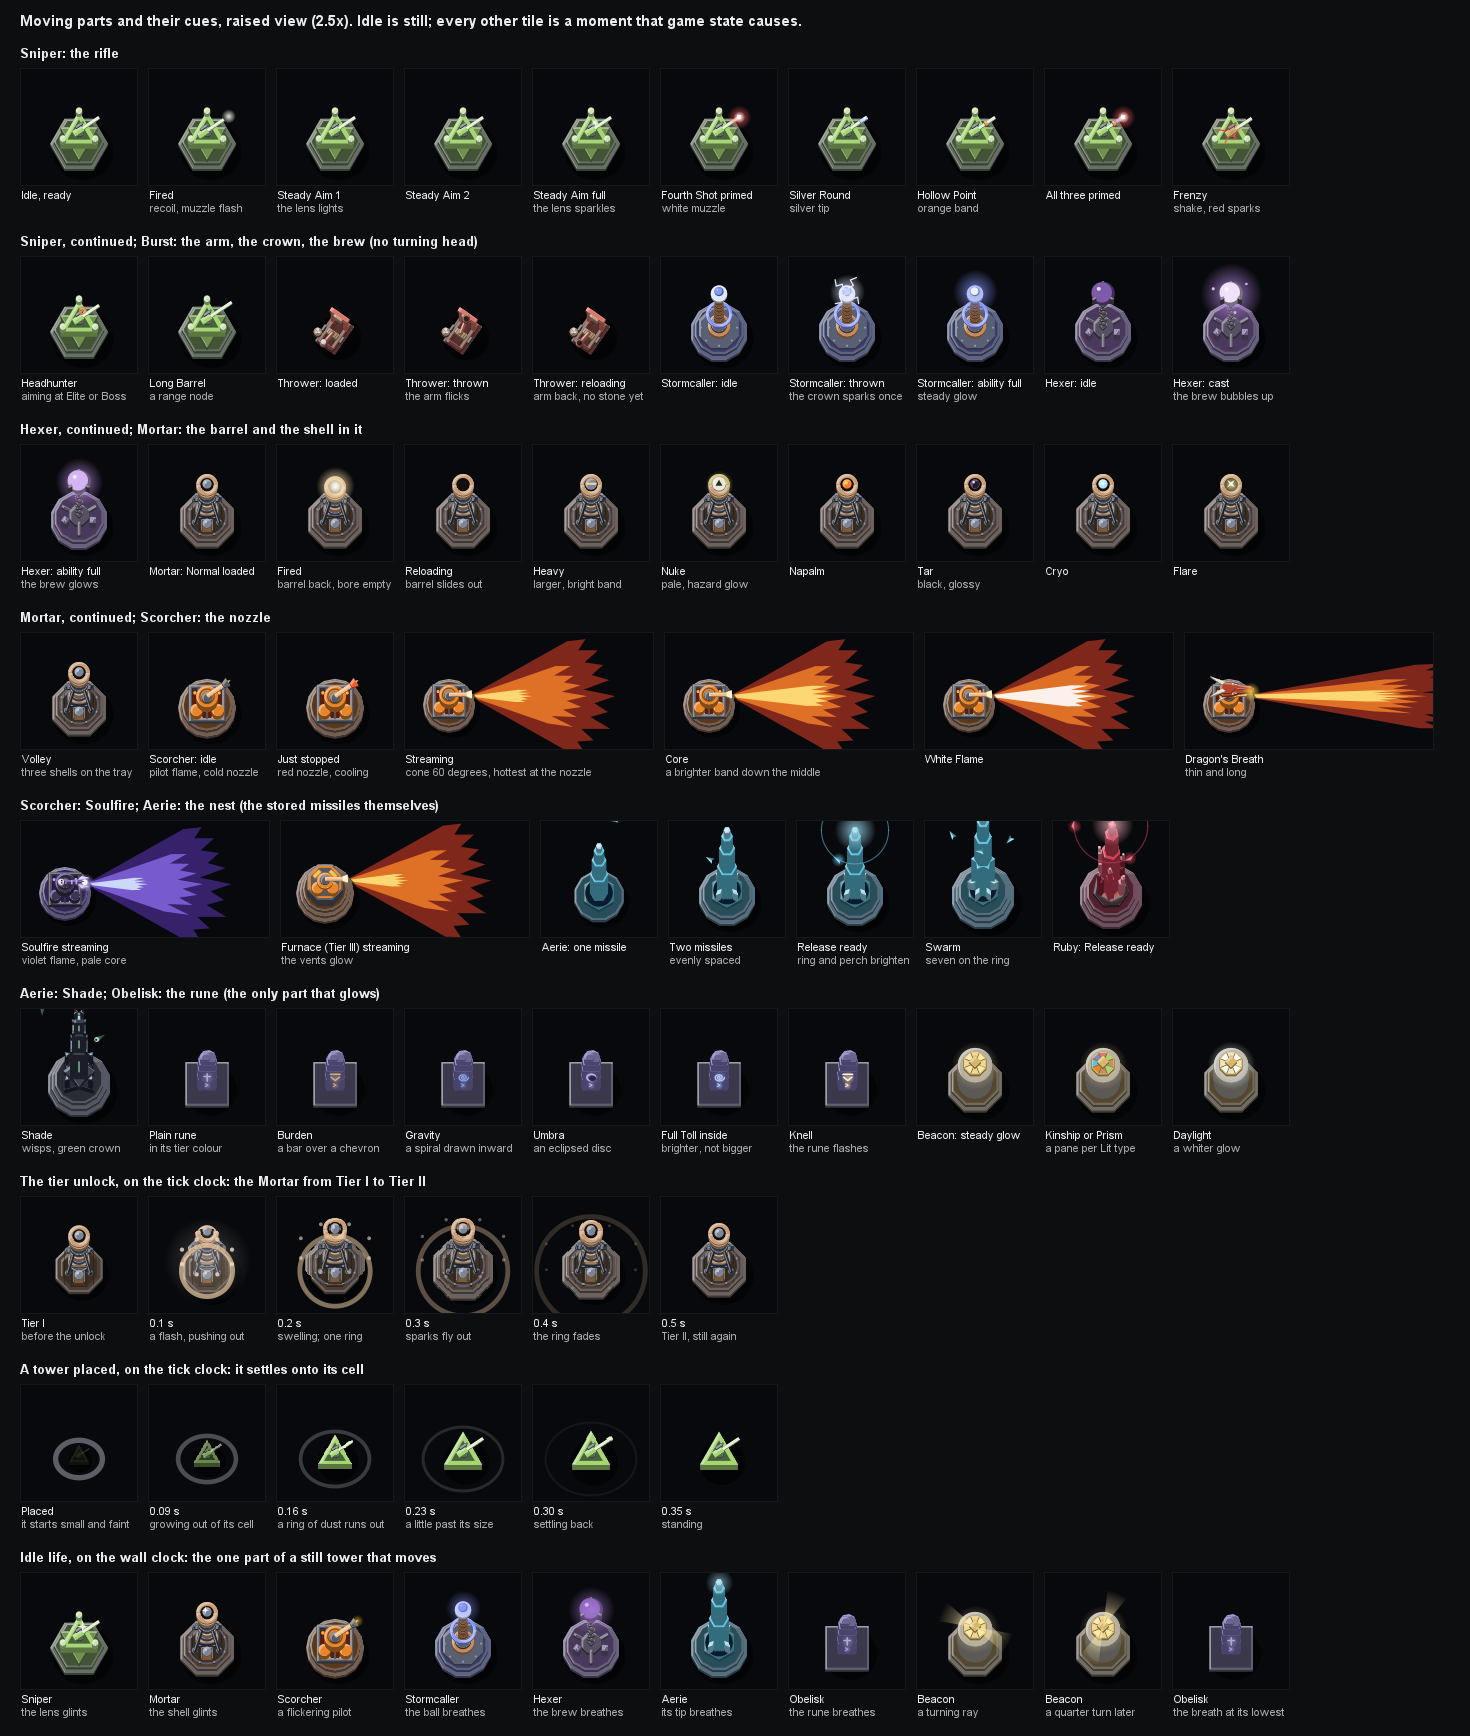 Moving parts and their cues, raised view (2.5x). Idle is still; every other tile is a moment that game state causes.
Sniper: the rifle
Idle, ready
Fired
recoil, muzzle flash
Steady Aim 1
the lens lights
Steady Aim 2
Steady Aim full
the lens sparkles
Fourth Shot primed
white muzzle
Silver Round
silver tip
Hollow Point
orange band
All three primed
Frenzy
shake, red sparks
Sniper, continued; Burst: the arm, the crown, the brew (no turning head)
Headhunter
aiming at Elite or Boss
Long Barrel
a range node
Thrower: loaded
Thrower: thrown
the arm flicks
Thrower: reloading
arm back, no stone yet
Stormcaller: idle
Stormcaller: thrown
the crown sparks once
Stormcaller: ability full
steady glow
Hexer: idle
Hexer: cast
the brew bubbles up
Hexer, continued; Mortar: the barrel and the shell in it
Hexer: ability full
the brew glows
Mortar: Normal loaded
Fired
barrel back, bore empty
Reloading
barrel slides out
Heavy
larger, bright band
Nuke
pale, hazard glow
Napalm
Tar
black, glossy
Cryo
Flare
Mortar, continued; Scorcher: the nozzle
Volley
three shells on the tray
Scorcher: idle
pilot flame, cold nozzle
Just stopped
red nozzle, cooling
Streaming
cone 60 degrees, hottest at the nozzle
Core
a brighter band down the middle
White Flame
Dragon's Breath
thin and long
Scorcher: Soulfire; Aerie: the nest (the stored missiles themselves)
Soulfire streaming
violet flame, pale core
Furnace (Tier III) streaming
the vents glow
Aerie: one missile
Two missiles
evenly spaced
Release ready
ring and perch brighten
Swarm
seven on the ring
Ruby: Release ready
Aerie: Shade; Obelisk: the rune (the only part that glows)
Shade
wisps, green crown
Plain rune
in its tier colour
Burden
a bar over a chevron
Gravity
a spiral drawn inward
Umbra
an eclipsed disc
Full Toll inside
brighter, not bigger
Knell
the rune flashes
Beacon: steady glow
Kinship or Prism
a pane per Lit type
Daylight
a whiter glow
The tier unlock, on the tick clock: the Mortar from Tier I to Tier II
Tier I
before the unlock
0.1 s
a flash, pushing out
0.2 s
swelling; one ring
0.3 s
sparks fly out
0.4 s
the ring fades
0.5 s
Tier II, still again
A tower placed, on the tick clock: it settles onto its cell
Placed
it starts small and faint
0.09 s
growing out of its cell
0.16 s
a ring of dust runs out
0.23 s
a little past its size
0.30 s
settling back
0.35 s
standing
Idle life, on the wall clock: the one part of a still tower that moves
Sniper
the lens glints
Mortar
the shell glints
Scorcher
a flickering pilot
Stormcaller
the ball breathes
Hexer
the brew breathes
Aerie
its tip breathes
Obelisk
the rune breathes
Beacon
a turning ray
Beacon
a quarter turn later
Obelisk
the breath at its lowest